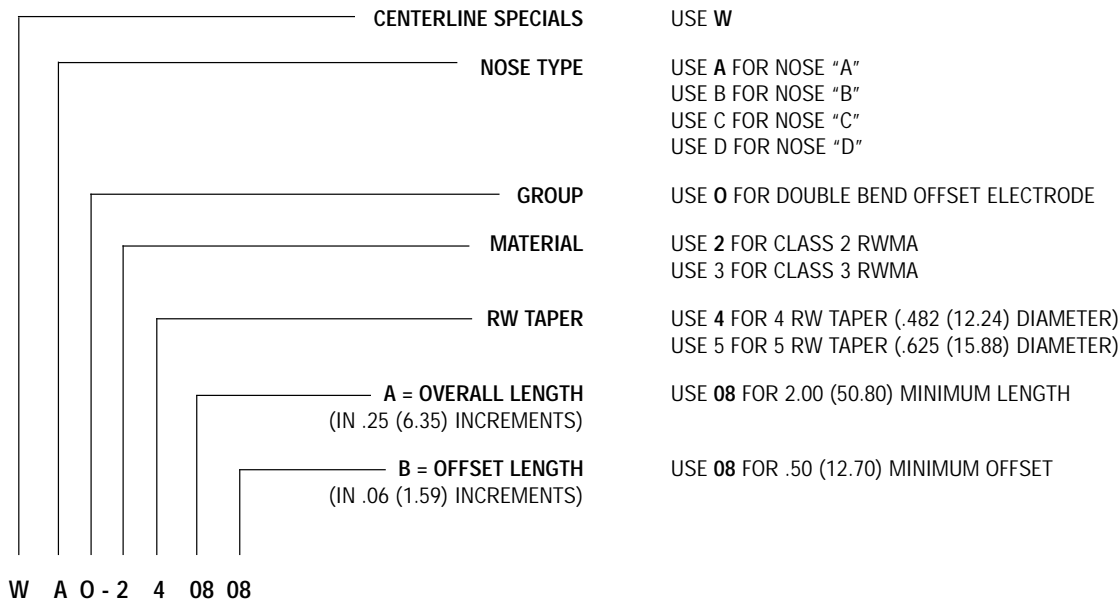 CENTERLINE SPECIALS USE W
NOSE TYPE USE A FOR NOSE "A"
USE B FOR NOSE "B"
USE C FOR NOSE "C"
USE D FOR NOSE "D"
GROUP USE O FOR DOUBLE BEND OFFSET ELECTRODE
MATERIAL USE 2 FOR CLASS 2 RWMA
USE 3 FOR CLASS 3 RWMA
RW TAPER USE 4 FOR 4 RW TAPER (.482 (12.24) DIAMETER)
USE 5 FOR 5 RW TAPER (.625 (15.88) DIAMETER)
A = OVERALL LENGTH USE 08 FOR 2.00 (50.80) MINIMUM LENGTH
(IN .25 (6.35) INCREMENTS)
B = OFFSET LENGTH USE 08 FOR .50 (12.70) MINIMUM OFFSET
(IN .06 (1.59) INCREMENTS)
W A O - 2 4 08 08